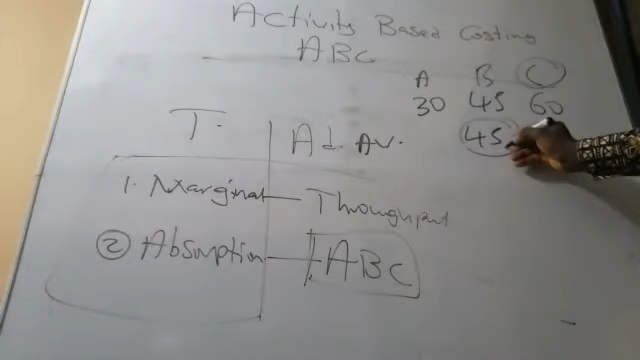 Activity Based Costing
ABC
A B C
30 45 60
45
T. Ad. Av.
1. Marginal — Throughput
② Absorption — ABC